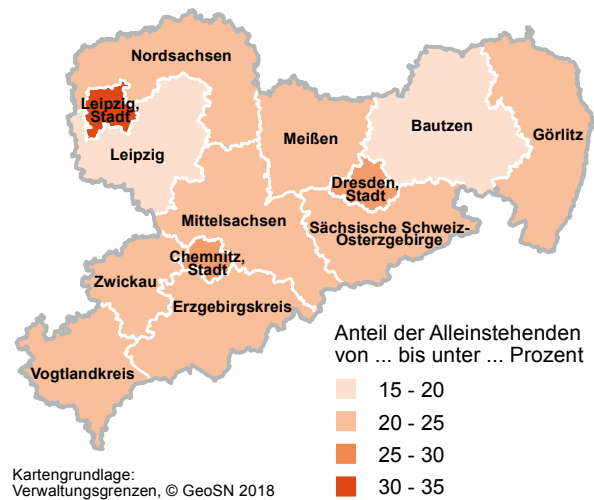 Nordsachsen
Leipzig,
Stadt
Leipzig
Meißen
Bautzen
Görlitz
Dresden,
Stadt
Mittelsachsen
Sächsische Schweiz-
Osterzgebirge
Chemnitz,
Stadt
Zwickau
Erzgebirgskreis
Vogtlandkreis
Anteil der Alleinstehenden
von ... bis unter ... Prozent
15 - 20
20 - 25
25 - 30
30 - 35
Kartengrundlage:
Verwaltungsgrenzen, © GeoSN 2018